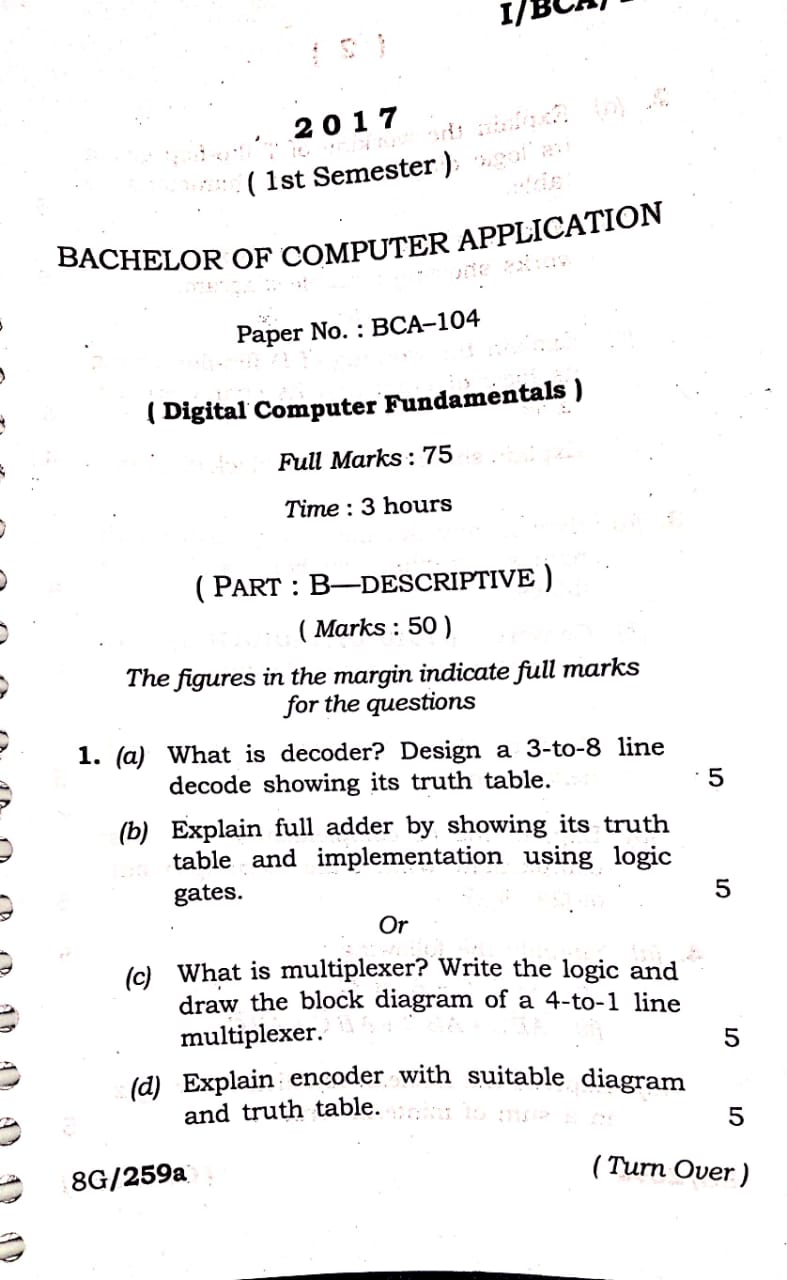 I/BCA/
2017
( 1st Semester )
BACHELOR OF COMPUTER APPLICATION
Paper No. : BCA–104
( Digital Computer Fundamentals )
Full Marks : 75
Time : 3 hours
( PART : B—DESCRIPTIVE )
( Marks : 50 )
The figures in the margin indicate full marks
for the questions
1. (a) What is decoder? Design a 3-to-8 line
decode showing its truth table. 5
(b) Explain full adder by showing its truth
table and implementation using logic
gates. 5
Or
(c) What is multiplexer? Write the logic and
draw the block diagram of a 4-to-1 line
multiplexer. 5
(d) Explain encoder with suitable diagram
and truth table. 5
8G/259a ( Turn Over )